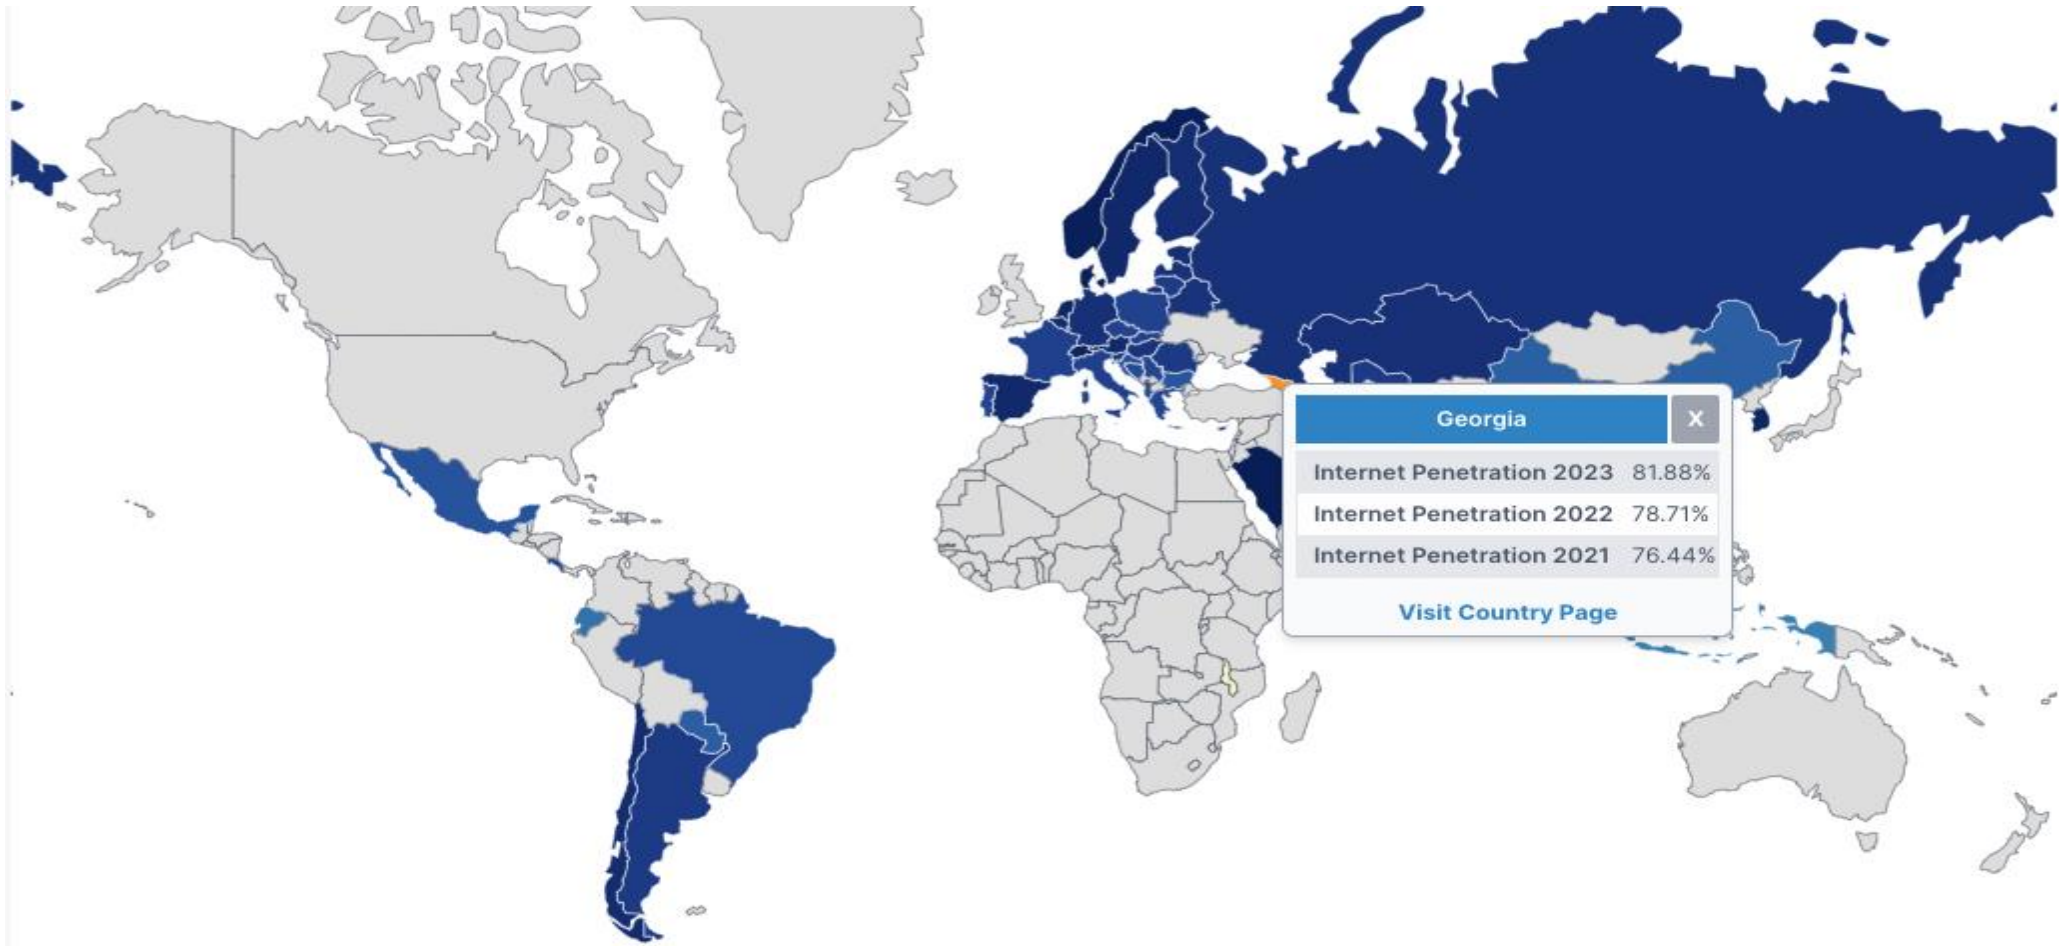 Georgia
X
Internet Penetration 2023 81.88%
Internet Penetration 2022 78.71%
Internet Penetration 2021 76.44%
Visit Country Page